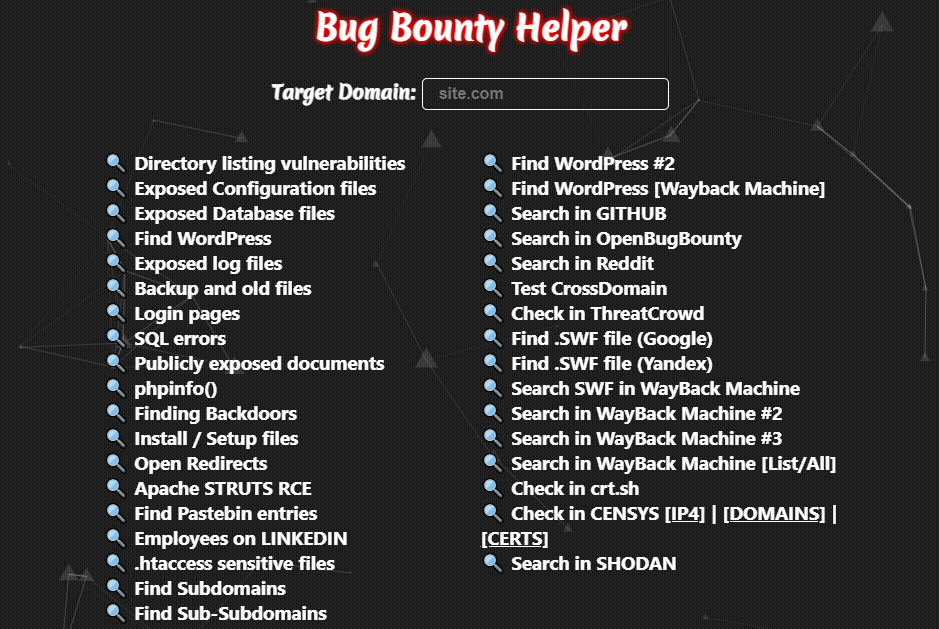 Bug Bounty Helper
Target Domain: site.com
Directory listing vulnerabilities
Exposed Configuration files
Exposed Database files
Find WordPress
Exposed log files
Backup and old files
Login pages
SQL errors
Publicly exposed documents
phpinfo()
Finding Backdoors
Install / Setup files
Open Redirects
Apache STRUTS RCE
Find Pastebin entries
Employees on LINKEDIN
.htaccess sensitive files
Find Subdomains
Find Sub-Subdomains
Find WordPress #2
Find WordPress [Wayback Machine]
Search in GITHUB
Search in OpenBugBounty
Search in Reddit
Test CrossDomain
Check in ThreatCrowd
Find .SWF file (Google)
Find .SWF file (Yandex)
Search SWF in WayBack Machine
Search in WayBack Machine #2
Search in WayBack Machine #3
Search in WayBack Machine [List/All]
Check in crt.sh
Check in CENSYS [IP4] | [DOMAINS] |
[CERTS]
Search in SHODAN